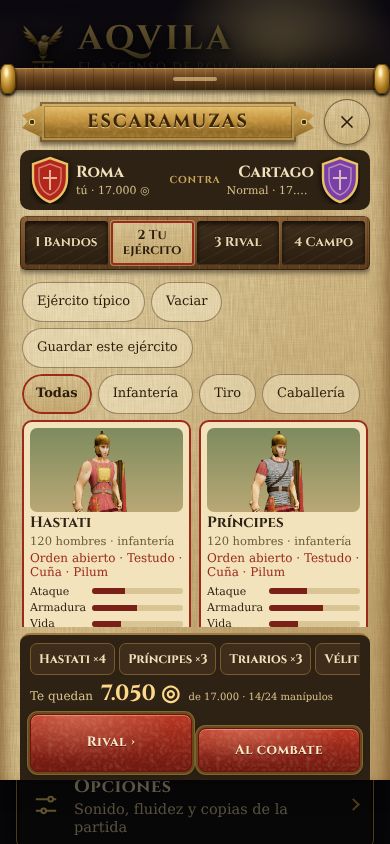 AQVILA
ESCARAMUZAS
×
ROMA
tú · 17.000 ◎
CONTRA
CARTAGO
Normal · 17....
1 BANDOS
2 TU EJÉRCITO
3 RIVAL
4 CAMPO
Ejército típico
Vaciar
Guardar este ejército
Todas
Infantería
Tiro
Caballería
HASTATI
120 hombres · infantería
Orden abierto · Testudo ·
Cuña · Pilum
Ataque
Armadura
Vida
PRÍNCIPES
120 hombres · infantería
Orden abierto · Testudo ·
Cuña · Pilum
Ataque
Armadura
Vida
HASTATI ×4
PRÍNCIPES ×3
TRIARIOS ×3
VÉLIT
Te quedan 7.050 ◎ de 17.000 · 14/24 manípulos
RIVAL ›
AL COMBATE
OPCIONES
Sonido, fluidez y copias de la
partida